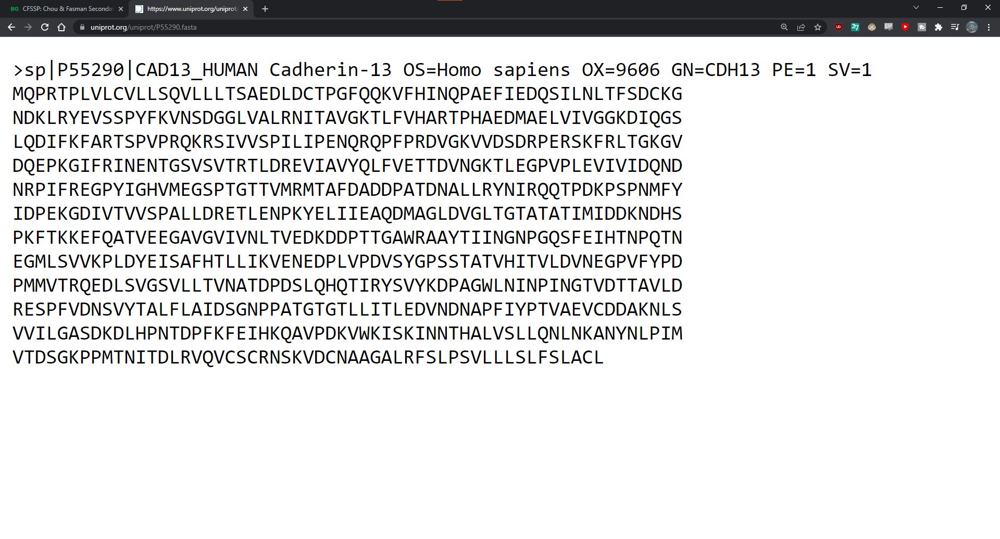 CFSSP: Chou & Fasman Seconda
https://www.uniprot.org/uniprot/
uniprot.org/uniprot/P55290.fasta
>sp|P55290|CAD13_HUMAN Cadherin-13 OS=Homo sapiens OX=9606 GN=CDH13 PE=1 SV=1
MQPRTPLVLCVLLSQVLLLTSAEDLDCTPGFQQKVFHINQPAEFIEDQSILNLTFSDCKG
NDKLRYEVSSPYFKVNSDGGLVALRNITAVGKTLFVHARTPHAEDMAELVIVGGKDIQGS
LQDIFKFARTSPVPRQKRSIVVSPILIPENQRQPFPRDVGKVVDSDRPERSKFRLTGKGV
DQEPKGIFRINENTGSVSVTRTLDREVIAVYQLFVETTDVNGKTLEGPVPLEVIVIDQND
NRPIFREGPYIGHVMEGSPTGTTVMRMTAFDADDPATDNALLRYNIRQQTPDKPSPNMFY
IDPEKGDIVTVVSPALLDRETLENPKYELIIEAQDMAGLDVGLTGTATATIMIDDKNDHS
PKFTKKEFQATVEEGAVGVIVNLTVEDKDDPTTGAWRAAYTIINGNPGQSFEIHTNPQTN
EGMLSVVKPLDYEISAFHTLLIKVENEDPLVPDVSYGPSSTATVHITVLDVNEGPVFYPD
PMMVTRQEDLSVGSVLLTVNATDPDSLQHQTIRYSVYKDPAGWLNINPINGTVDTTAVLD
RESPFVDNSVYTALFLAIDSGNPPATGTGTLLITLEDVNDNAPFIYPTVAEVCDDAKNLS
VVILGASDKDLHPNTDPFKFEIHKQAVPDKVWKISKINNTHALVSLLQNLNKANYNLPIM
VTDSGKPPMTNITDLRVQVCSCRNSKVDCNAAGALRFSLPSVLLLSLFSLACL